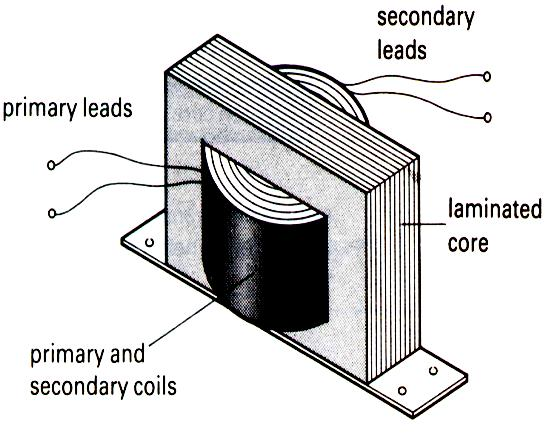 secondary
leads
primary leads
laminated
core
primary and
secondary coils